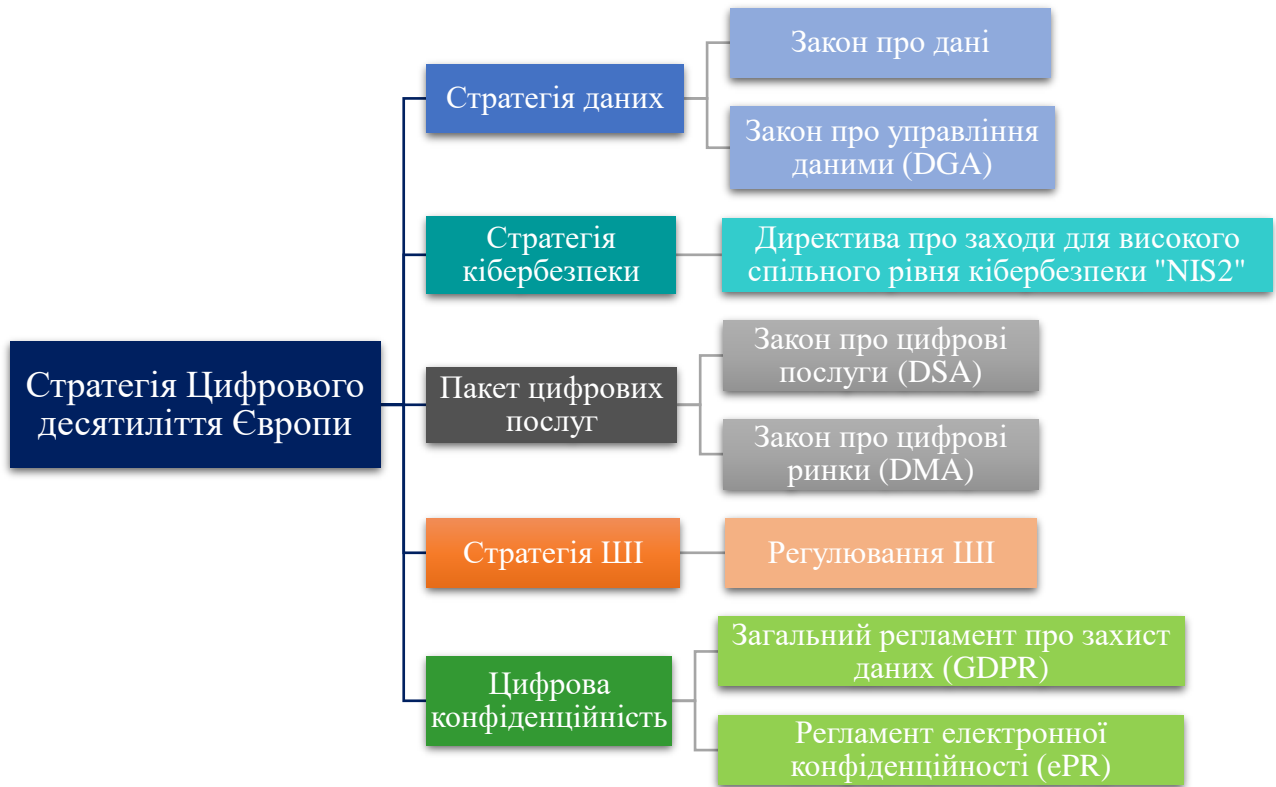 Стратегія Цифрового
десятиліття Європи
Стратегія даних
Закон про дані
Закон про управління
даними (DGA)
Стратегія
кібербезпеки
Директива про заходи для високого
спільного рівня кібербезпеки "NIS2"
Пакет цифрових
послуг
Закон про цифрові
послуги (DSA)
Закон про цифрові
ринки (DMA)
Стратегія ШІ
Регулювання ШІ
Цифрова
конфіденційність
Загальний регламент про захист
даних (GDPR)
Регламент електронної
конфіденційності (ePR)